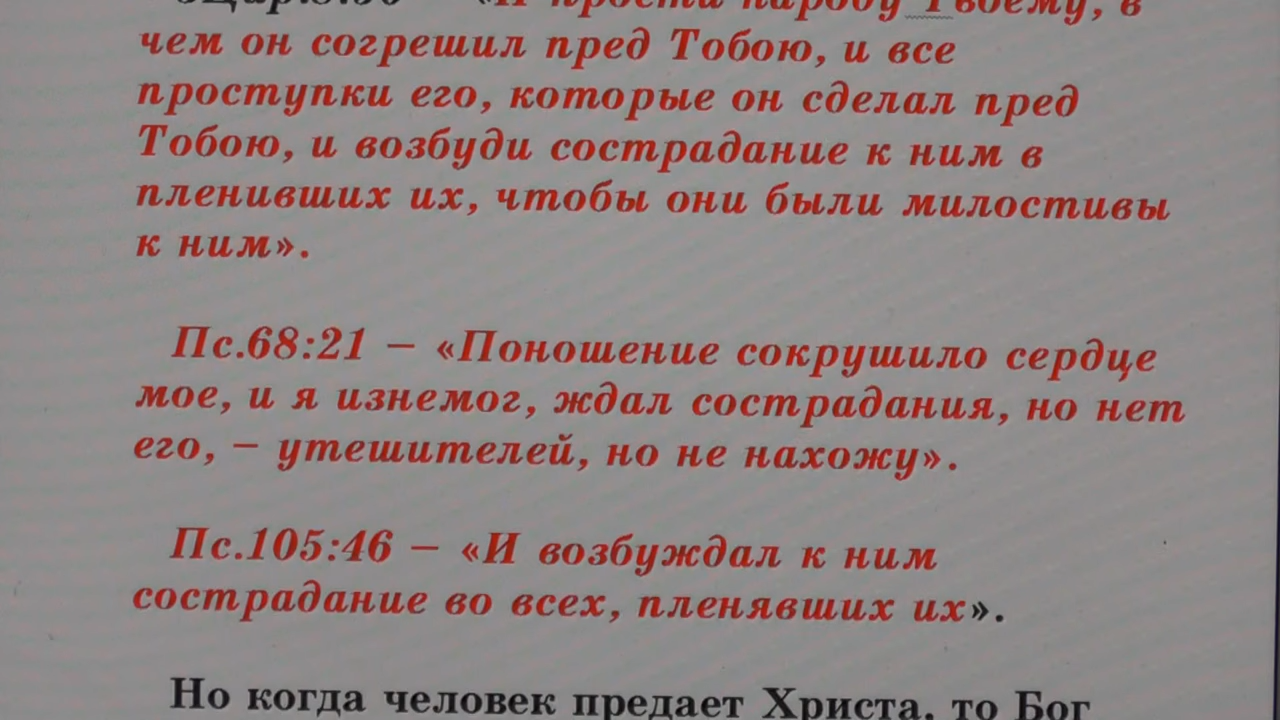 «И прости народу Твоему, в
чем он согрешил пред Тобою, и все
проступки его, которые он сделал пред
Тобою, и возбуди сострадание к ним в
пленивших их, чтобы они были милостивы
к ним».
Пс.68:21 – «Поношение сокрушило сердце
мое, и я изнемог, ждал сострадания, но нет
его, – утешителей, но не нахожу».
Пс.105:46 – «И возбуждал к ним
сострадание во всех, пленявших их».
Но когда человек предает Христа, то Бог